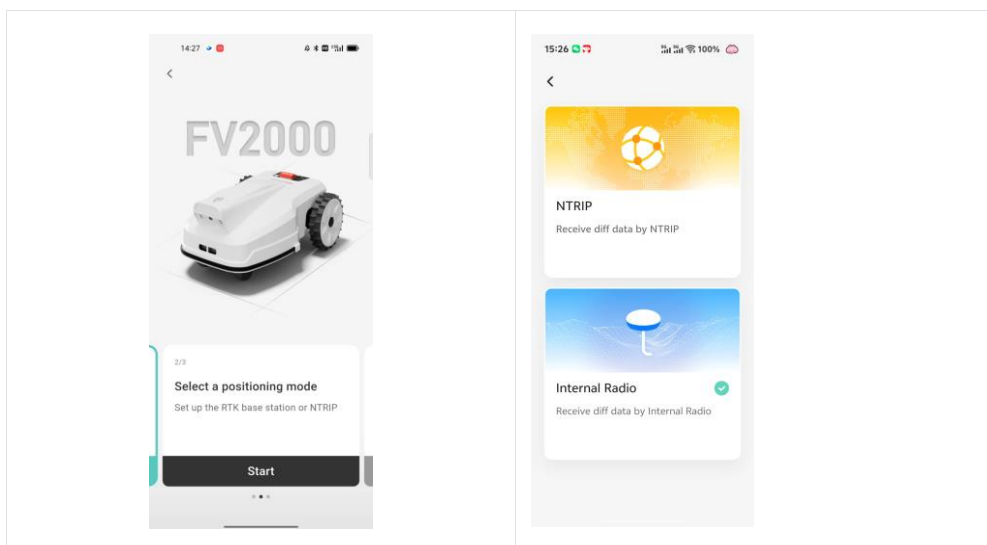 14:27
FV2000
2/3
Select a positioning mode
Set up the RTK base station or NTRIP
Start
15:26
100%
NTRIP
Receive diff data by NTRIP
Internal Radio
Receive diff data by Internal Radio